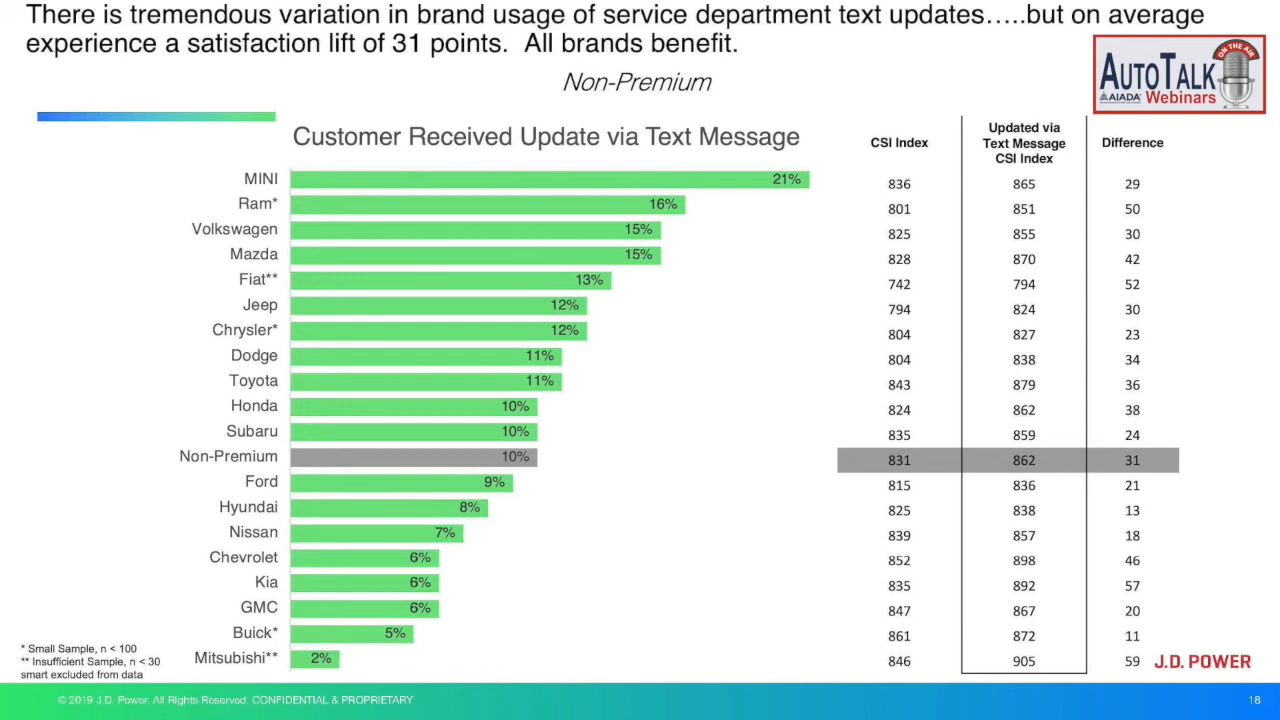 There is tremendous variation in brand usage of service department text updates…..but on average
experience a satisfaction lift of 31 points.  All brands benefit.
Non-Premium
ON THE AIR
AUTOTALK
AIADA Webinars
Customer Received Update via Text Message
CSI Index
Updated via
Text Message
CSI Index
Difference
MINI 21% 836 865 29
Ram* 16% 801 851 50
Volkswagen 15% 825 855 30
Mazda 15% 828 870 42
Fiat** 13% 742 794 52
Jeep 12% 794 824 30
Chrysler* 12% 804 827 23
Dodge 11% 804 838 34
Toyota 11% 843 879 36
Honda 10% 824 862 38
Subaru 10% 835 859 24
Non-Premium 10% 831 862 31
Ford 9% 815 836 21
Hyundai 8% 825 838 13
Nissan 7% 839 857 18
Chevrolet 6% 852 898 46
Kia 6% 835 892 57
GMC 6% 847 867 20
Buick* 5% 861 872 11
Mitsubishi** 2% 846 905 59
* Small Sample, n < 100
** Insufficient Sample, n < 30
smart excluded from data
J.D. POWER
© 2019 J.D. Power. All Rights Reserved. CONFIDENTIAL & PROPRIETARY
18